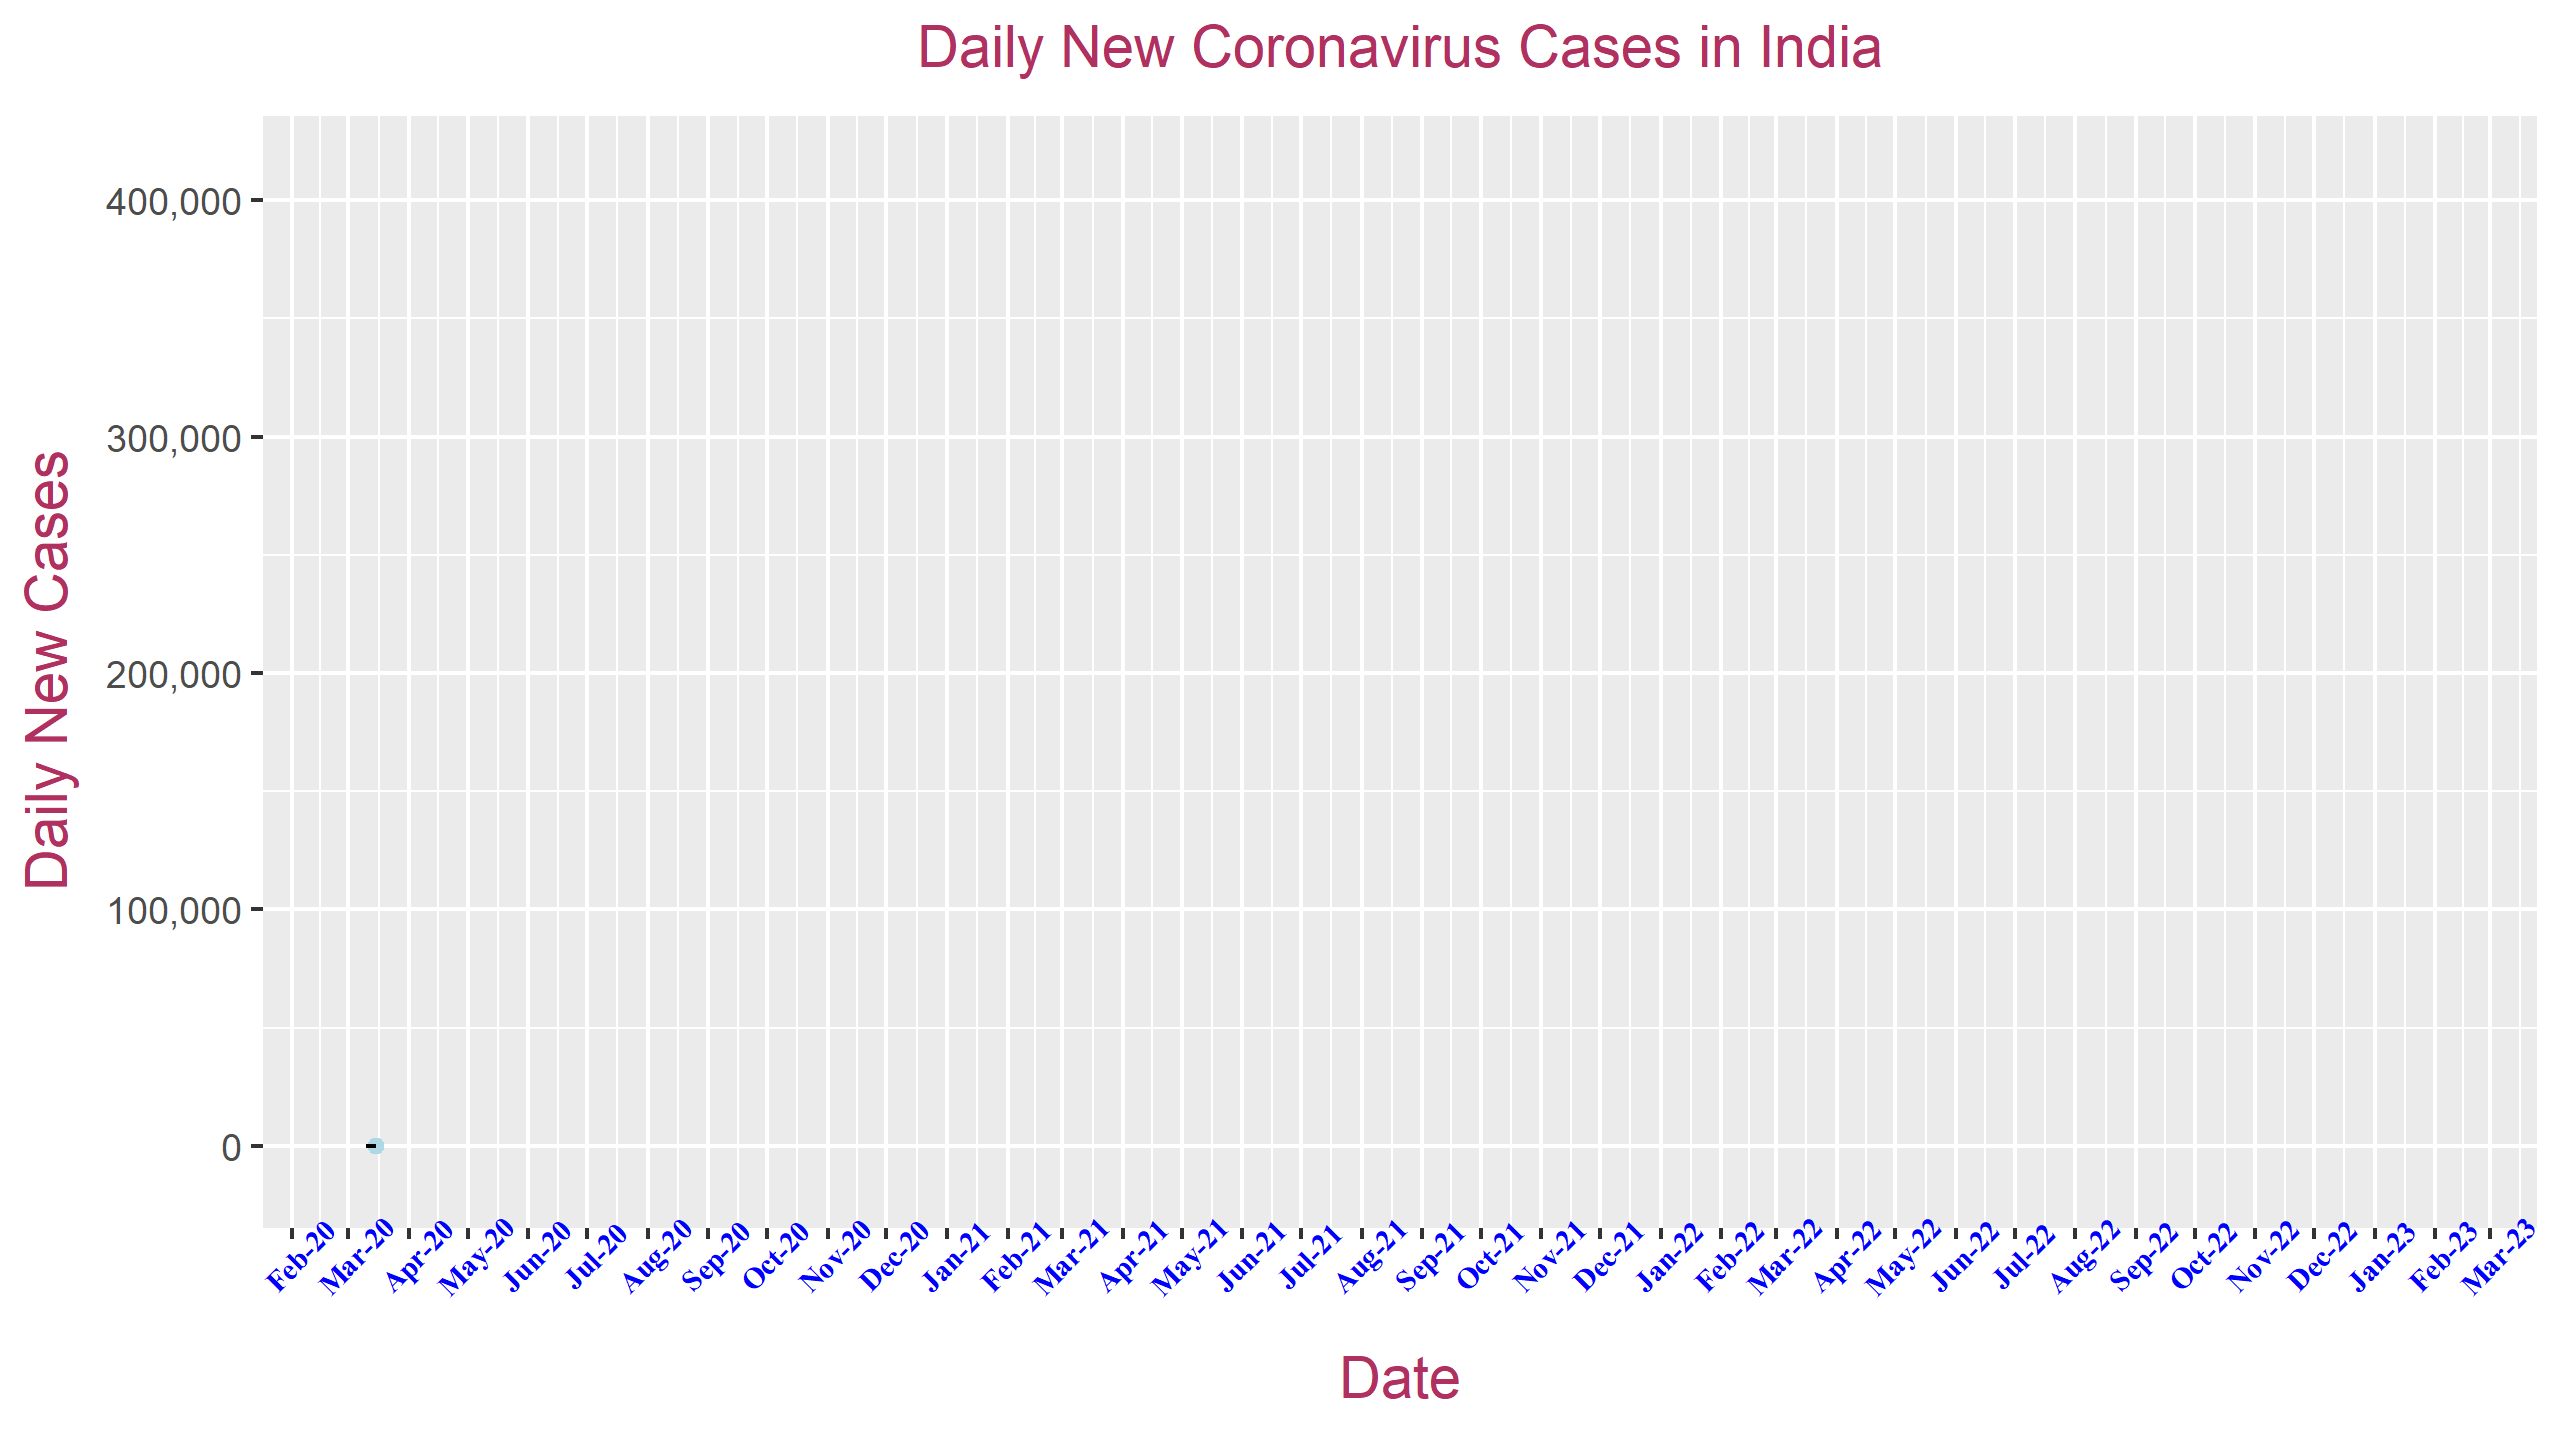 Daily New Coronavirus Cases in India
Daily New Cases
400,000
300,000
200,000
100,000
0
Feb-20 Mar-20 Apr-20 May-20 Jun-20 Jul-20 Aug-20 Sep-20 Oct-20 Nov-20 Dec-20 Jan-21 Feb-21 Mar-21 Apr-21 May-21 Jun-21 Jul-21 Aug-21 Sep-21 Oct-21 Nov-21 Dec-21 Jan-22 Feb-22 Mar-22 Apr-22 May-22 Jun-22 Jul-22 Aug-22 Sep-22 Oct-22 Nov-22 Dec-22 Jan-23 Feb-23 Mar-23
Date